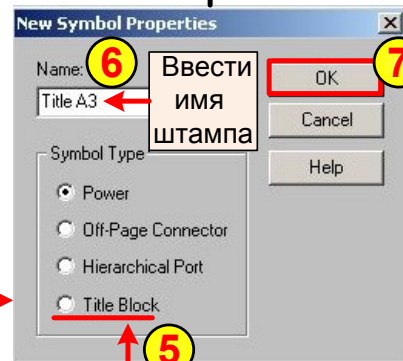 New Symbol Properties
Name:
6
Title A3
Ввести
имя
штампа
OK
7
Cancel
Help
Symbol Type
Power
Off-Page Connector
Hierarchical Port
Title Block
5